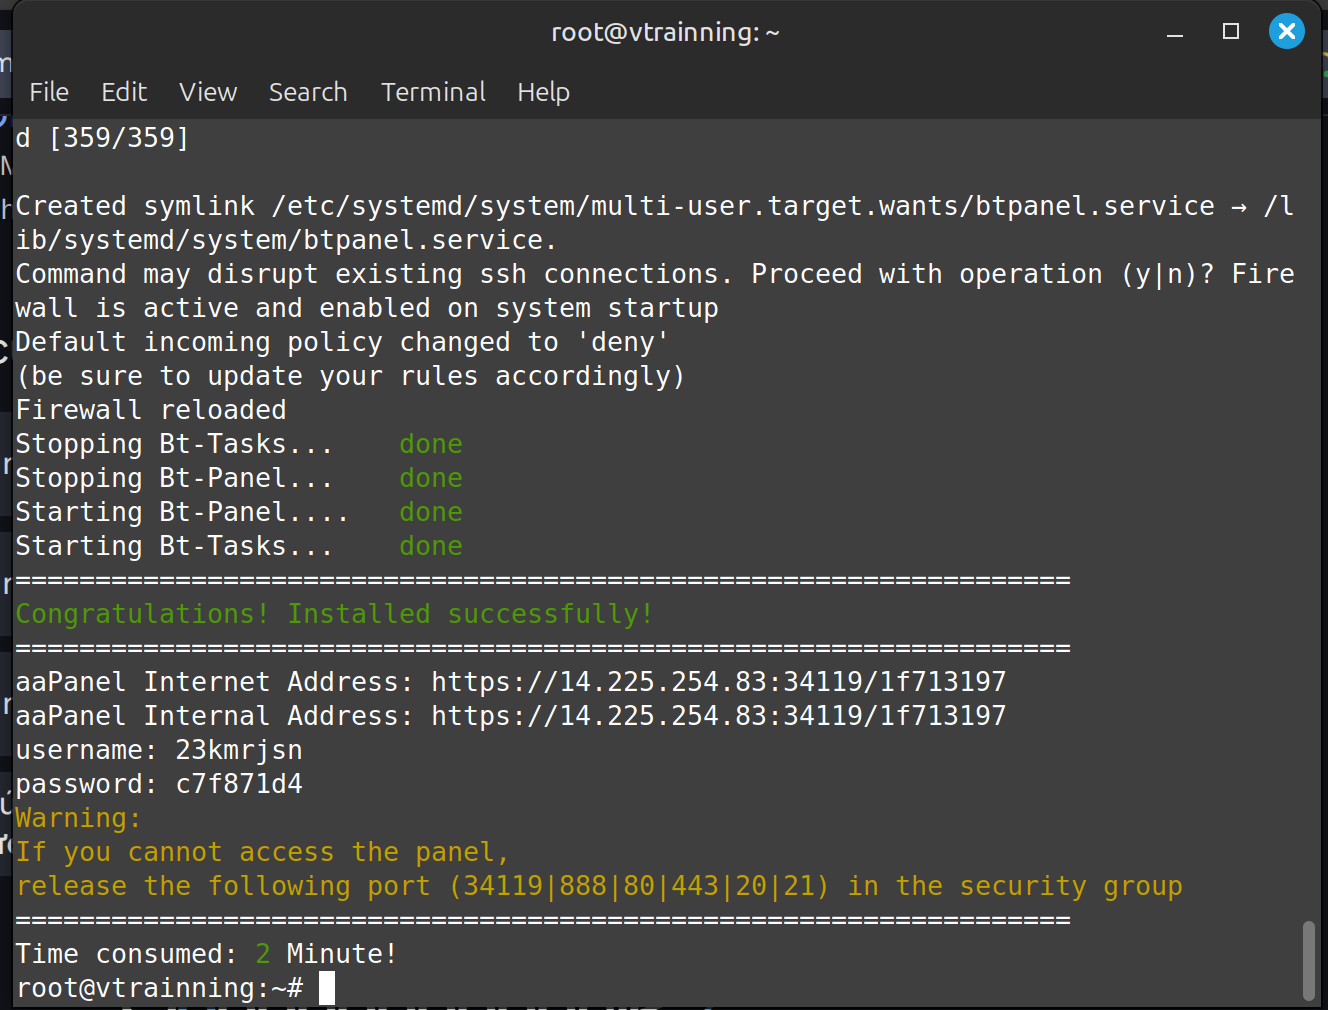 root@vtrainning: ~
File Edit View Search Terminal Help
d [359/359]
Created symlink /etc/systemd/system/multi-user.target.wants/btpanel.service → /l
ib/systemd/system/btpanel.service.
Command may disrupt existing ssh connections. Proceed with operation (y|n)? Fire
wall is active and enabled on system startup
Default incoming policy changed to 'deny'
(be sure to update your rules accordingly)
Firewall reloaded
Stopping Bt-Tasks... done
Stopping Bt-Panel... done
Starting Bt-Panel.... done
Starting Bt-Tasks... done
==================================================================
Congratulations! Installed successfully!
==================================================================
aaPanel Internet Address: https://14.225.254.83:34119/1f713197
aaPanel Internal Address: https://14.225.254.83:34119/1f713197
username: 23kmrjsn
password: c7f871d4
Warning:
If you cannot access the panel,
release the following port (34119|888|80|443|20|21) in the security group
==================================================================
Time consumed: 2 Minute!
root@vtrainning:~#